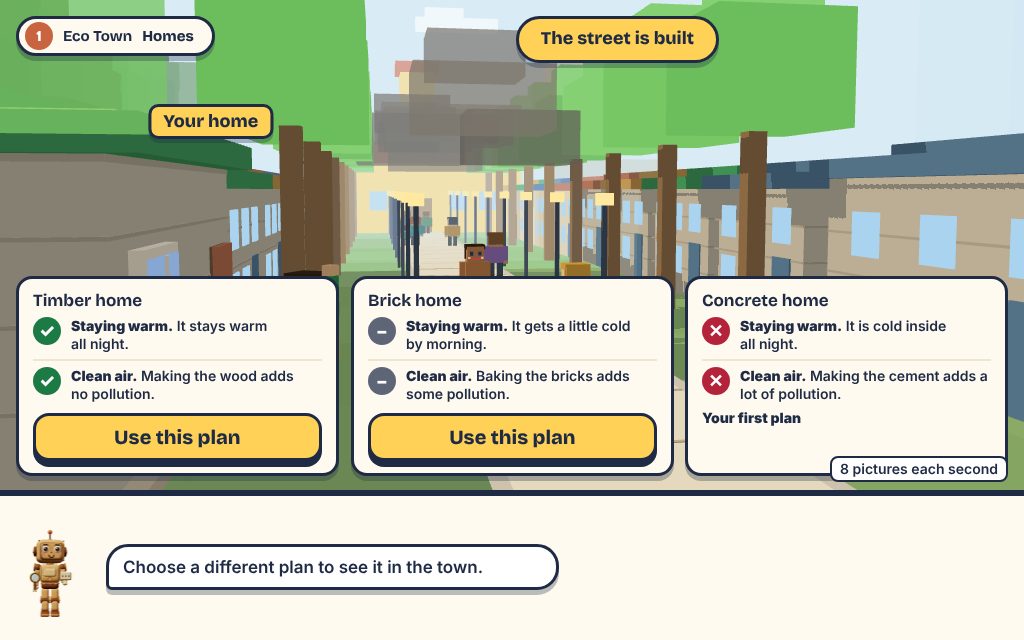 1 Eco Town Homes
The street is built
Your home
Timber home
Staying warm. It stays warm
all night.
Clean air. Making the wood adds
no pollution.
Use this plan
Brick home
Staying warm. It gets a little cold
by morning.
Clean air. Baking the bricks adds
some pollution.
Use this plan
Concrete home
Staying warm. It is cold inside
all night.
Clean air. Making the cement adds a
lot of pollution.
Your first plan
8 pictures each second
Choose a different plan to see it in the town.